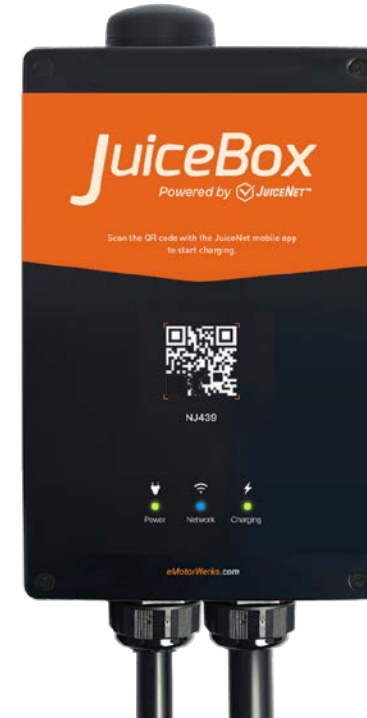 JuiceBox
Powered by JUICENET™
Scan the QR code with the JuiceNet mobile app
to start charging.
NJ439
Power Network Charging
eMotorWerks.com